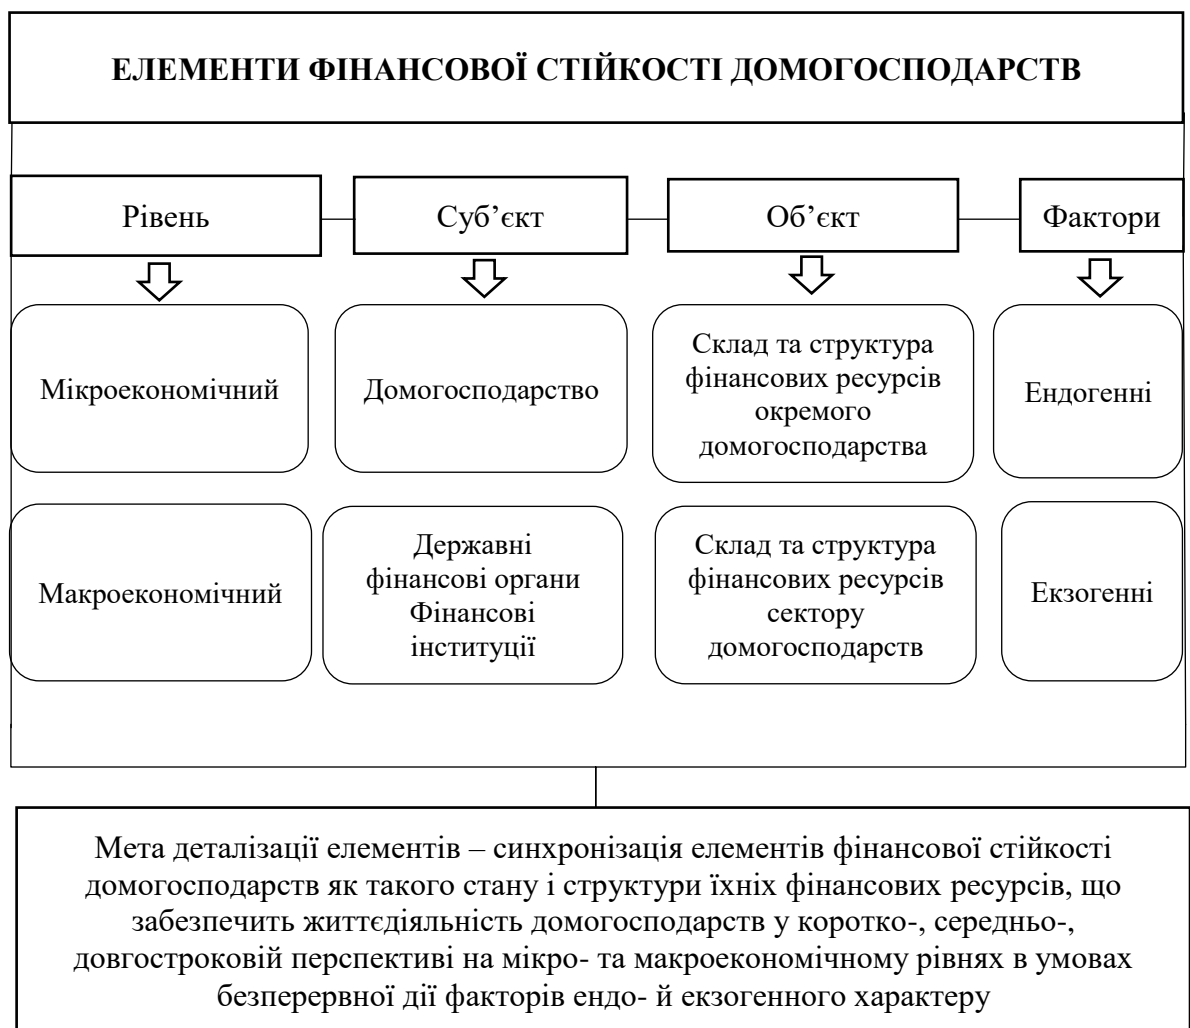 ЕЛЕМЕНТИ ФІНАНСОВОЇ СТІЙКОСТІ ДОМОГОСПОДАРСТВ
Рівень
Суб’єкт
Об’єкт
Фактори
Мікроекономічний
Домогосподарство
Склад та структура
фінансових ресурсів
окремого
домогосподарства
Ендогенні
Макроекономічний
Державні
фінансові органи
Фінансові
інституції
Склад та структура
фінансових ресурсів
сектору
домогосподарств
Екзогенні
Мета деталізації елементів – синхронізація елементів фінансової стійкості
домогосподарств як такого стану і структури їхніх фінансових ресурсів, що
забезпечить життєдіяльність домогосподарств у коротко-, середньо-,
довгостроковій перспективі на мікро- та макроекономічному рівнях в умовах
безперервної дії факторів ендо- й екзогенного характеру